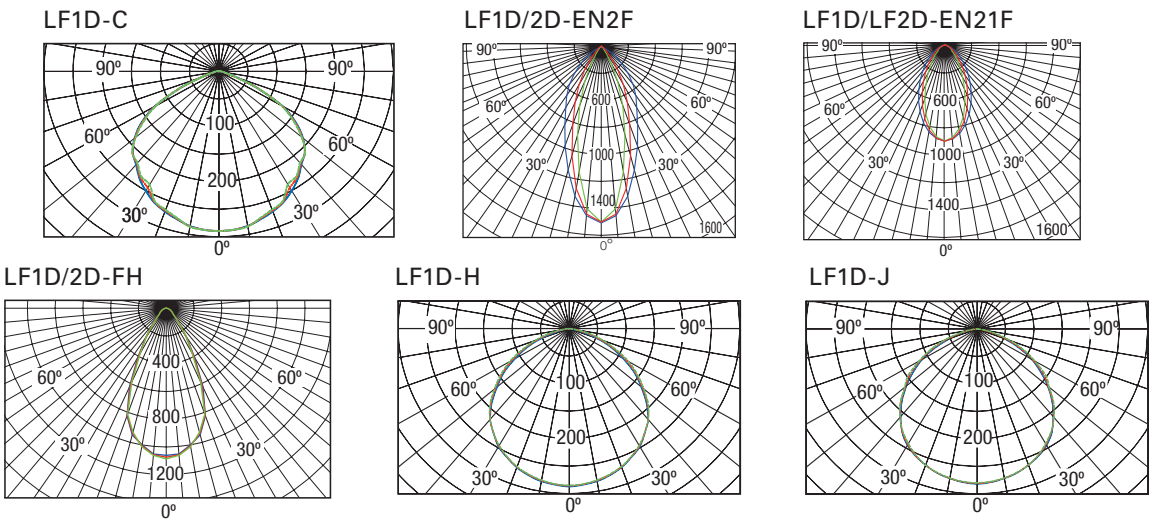 LF1D-C
90º 90º
100
60º 60º
200
30º 30º
0º
LF1D/2D-EN2F
90º 90º
600
60º 60º
1000
30º 30º
1400
1600
0º
LF1D/LF2D-EN21F
90º 90º
600
60º 60º
1000
30º 30º
1400
1600
0º
LF1D/2D-FH
400
60º 60º
800
30º 30º
1200
0º
LF1D-H
90º 90º
100
60º 60º
200
30º 30º
0º
LF1D-J
90º 90º
100
60º 60º
200
30º 30º
0º